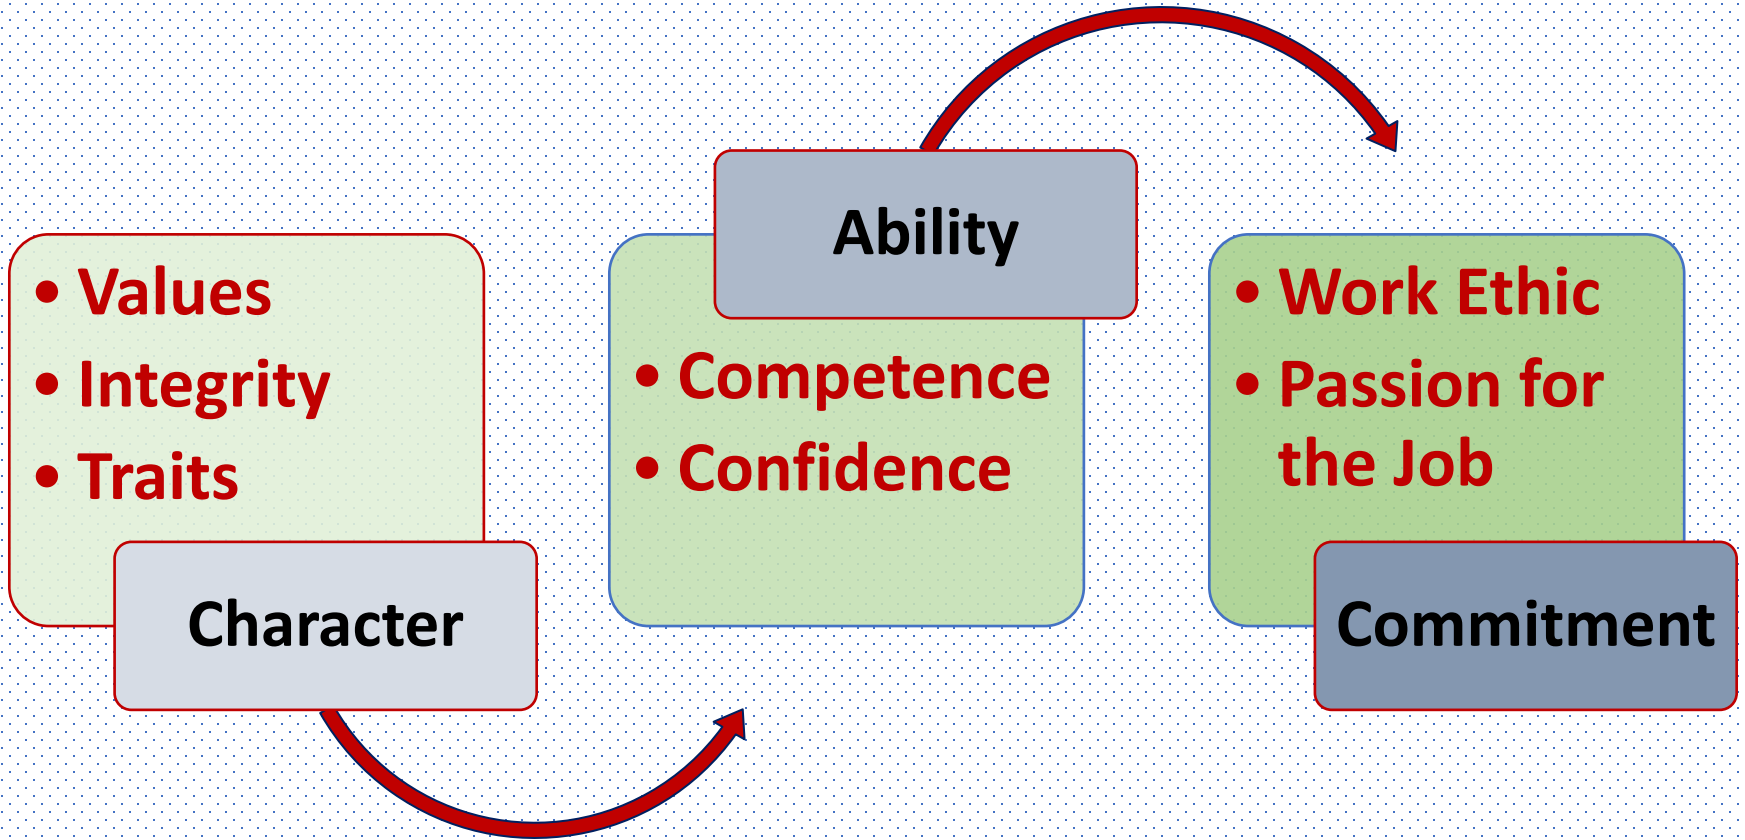 • Values
• Integrity
• Traits
Character
Ability
• Competence
• Confidence
• Work Ethic
• Passion for
the Job
Commitment